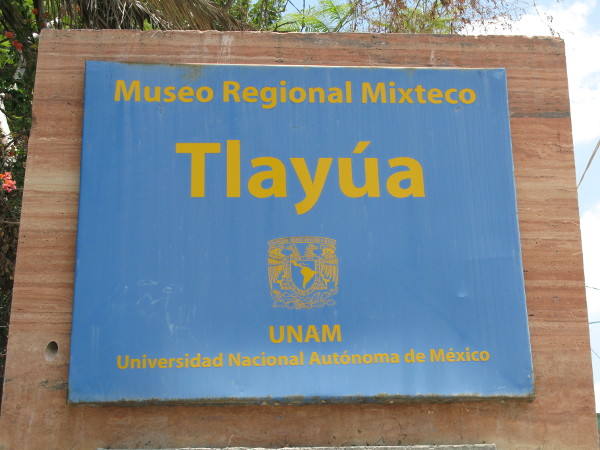 Museo Regional Mixteco
Tlayúa
UNAM
Universidad Nacional Autónoma de México